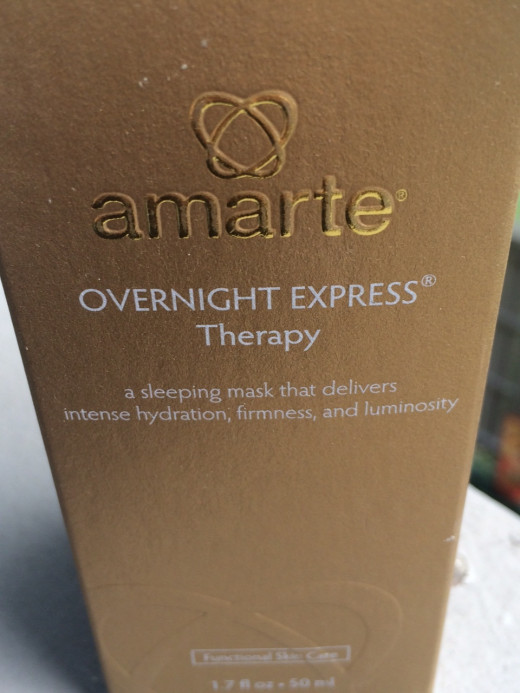 amarte®
OVERNIGHT EXPRESS®
Therapy
a sleeping mask that delivers
intense hydration, firmness, and luminosity
Functional Skin Care
1.7 fl oz - 50 ml